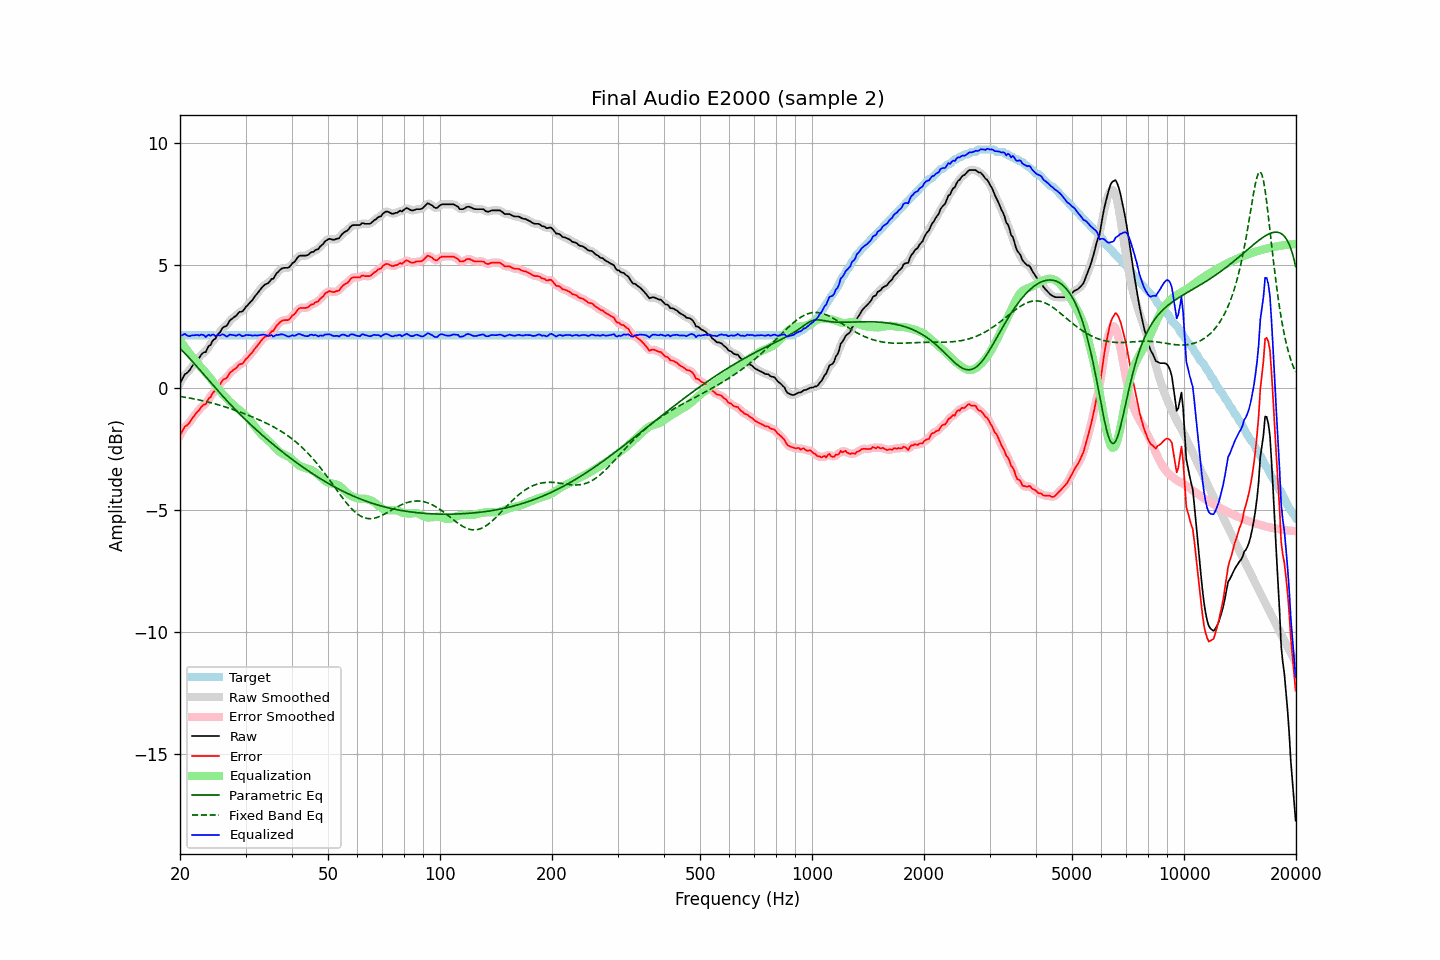 Final Audio E2000 (sample 2)
10
5
0
−5
−10
−15
Amplitude (dBr)
Target
Raw Smoothed
Error Smoothed
Raw
Error
Equalization
Parametric Eq
Fixed Band Eq
Equalized
20 50 100 200 500 1000 2000 5000 10000 20000
Frequency (Hz)